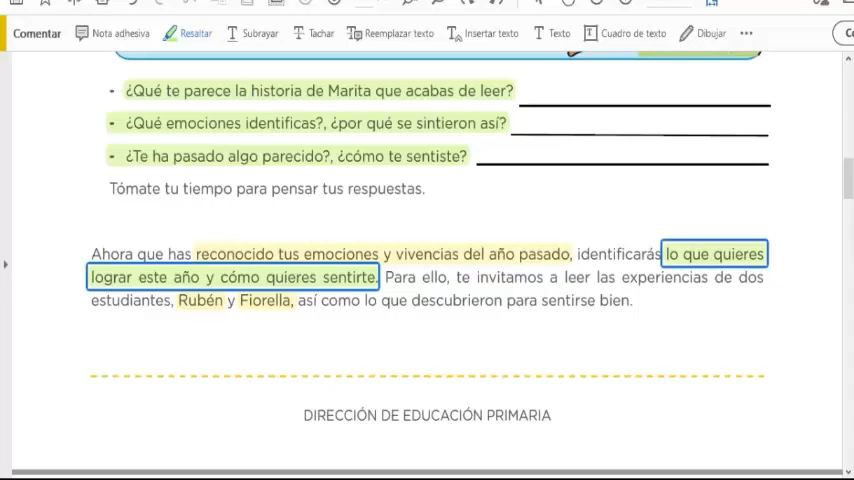 Comentar Nota adhesiva Resaltar Subrayar Tachar Reemplazar texto Insertar texto Texto Cuadro de texto Dibujar ...
- ¿Qué te parece la historia de Marita que acabas de leer?
- ¿Qué emociones identificas?, ¿por qué se sintieron así?
- ¿Te ha pasado algo parecido?, ¿cómo te sentiste?
Tómate tu tiempo para pensar tus respuestas.
Ahora que has reconocido tus emociones y vivencias del año pasado, identificarás lo que quieres
lograr este año y cómo quieres sentirte. Para ello, te invitamos a leer las experiencias de dos
estudiantes, Rubén y Fiorella, así como lo que descubrieron para sentirse bien.
DIRECCIÓN DE EDUCACIÓN PRIMARIA